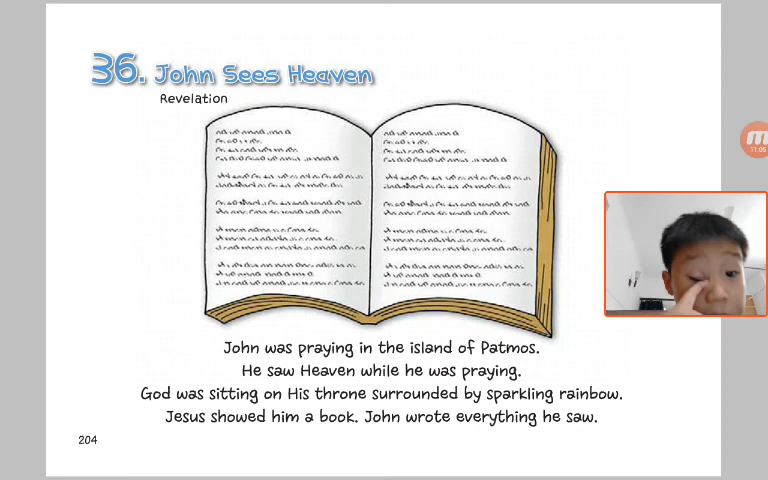 36. John Sees Heaven
Revelation
11:05
John was praying in the island of Patmos.
He saw Heaven while he was praying.
God was sitting on His throne surrounded by sparkling rainbow.
Jesus showed him a book. John wrote everything he saw.
204